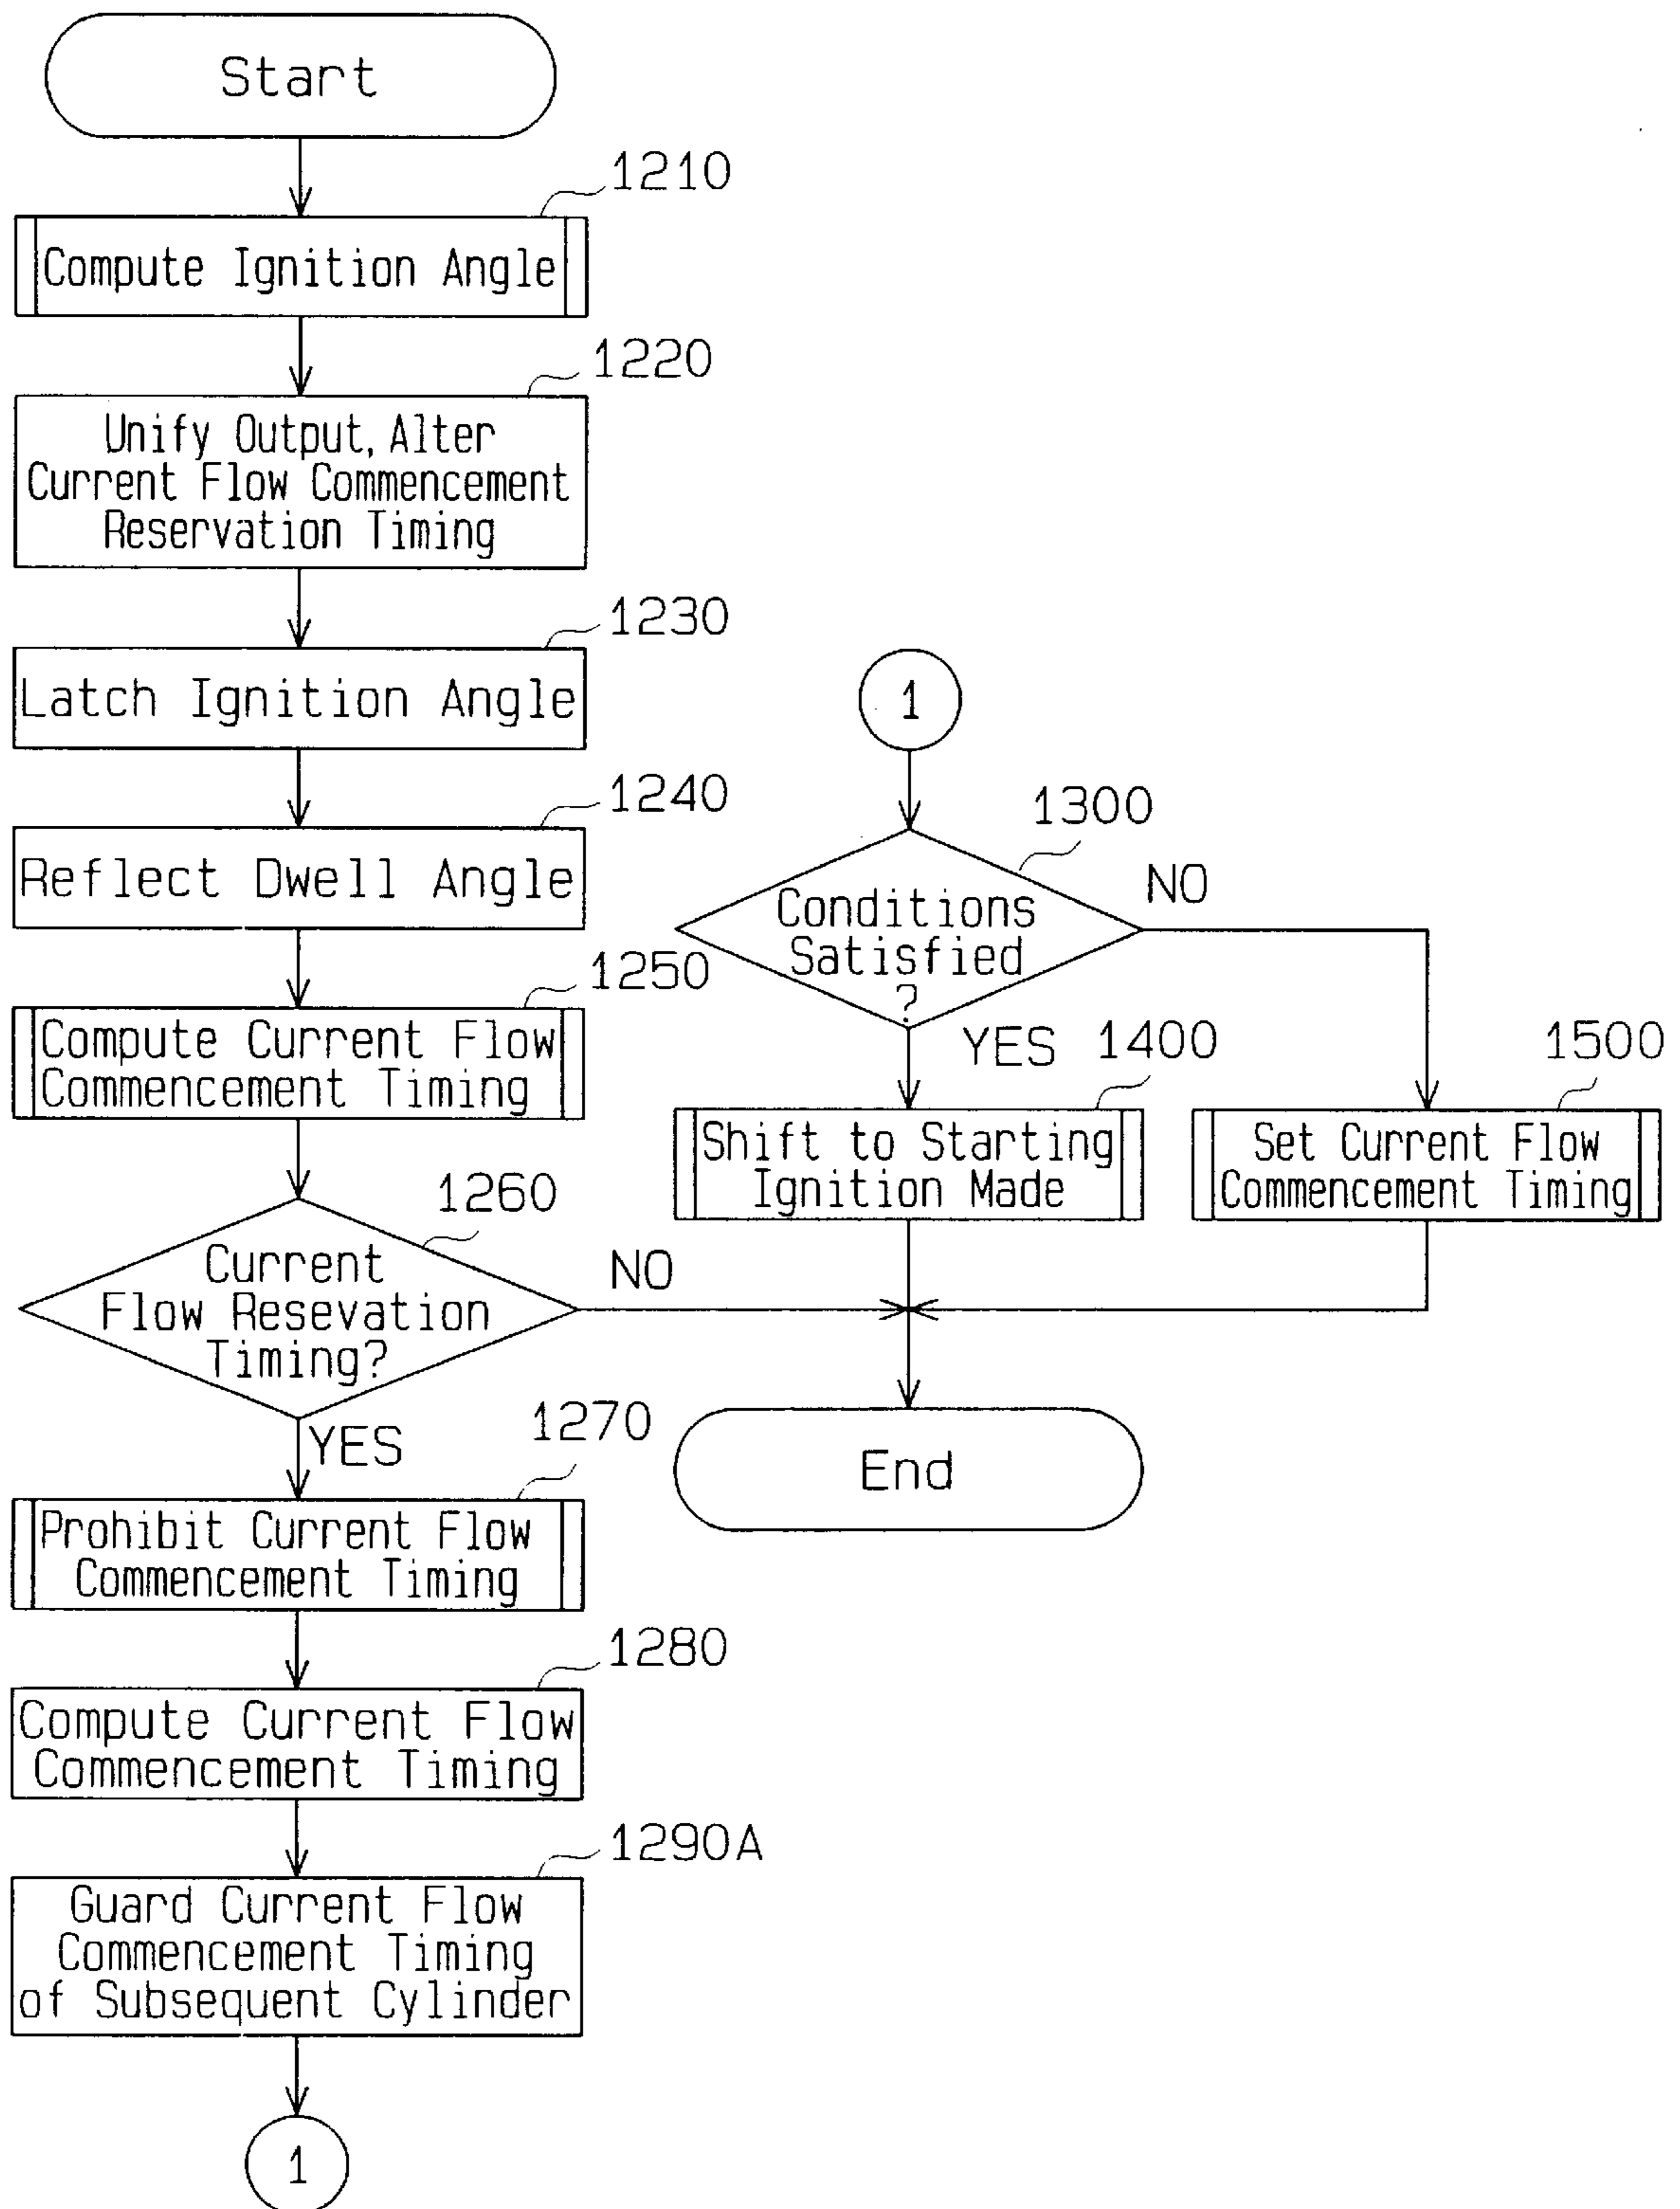 Start
1210
Compute Ignition Angle
1220
Unify Output, Alter
Current Flow Commencement
Reservation Timing
1230
Latch Ignition Angle
1240
Reflect Dwell Angle
1250
Compute Current Flow
Commencement Timing
1260
Current
Flow Resevation
Timing?
NO
YES
1270
Prohibit Current Flow
Commencement Timing
1280
Compute Current Flow
Commencement Timing
1290A
Guard Current Flow
Commencement Timing
of Subsequent Cylinder
1
1
1300
Conditions
Satisfied
?
NO
YES
1400
Shift to Starting
Ignition Made
1500
Set Current Flow
Commencement Timing
End